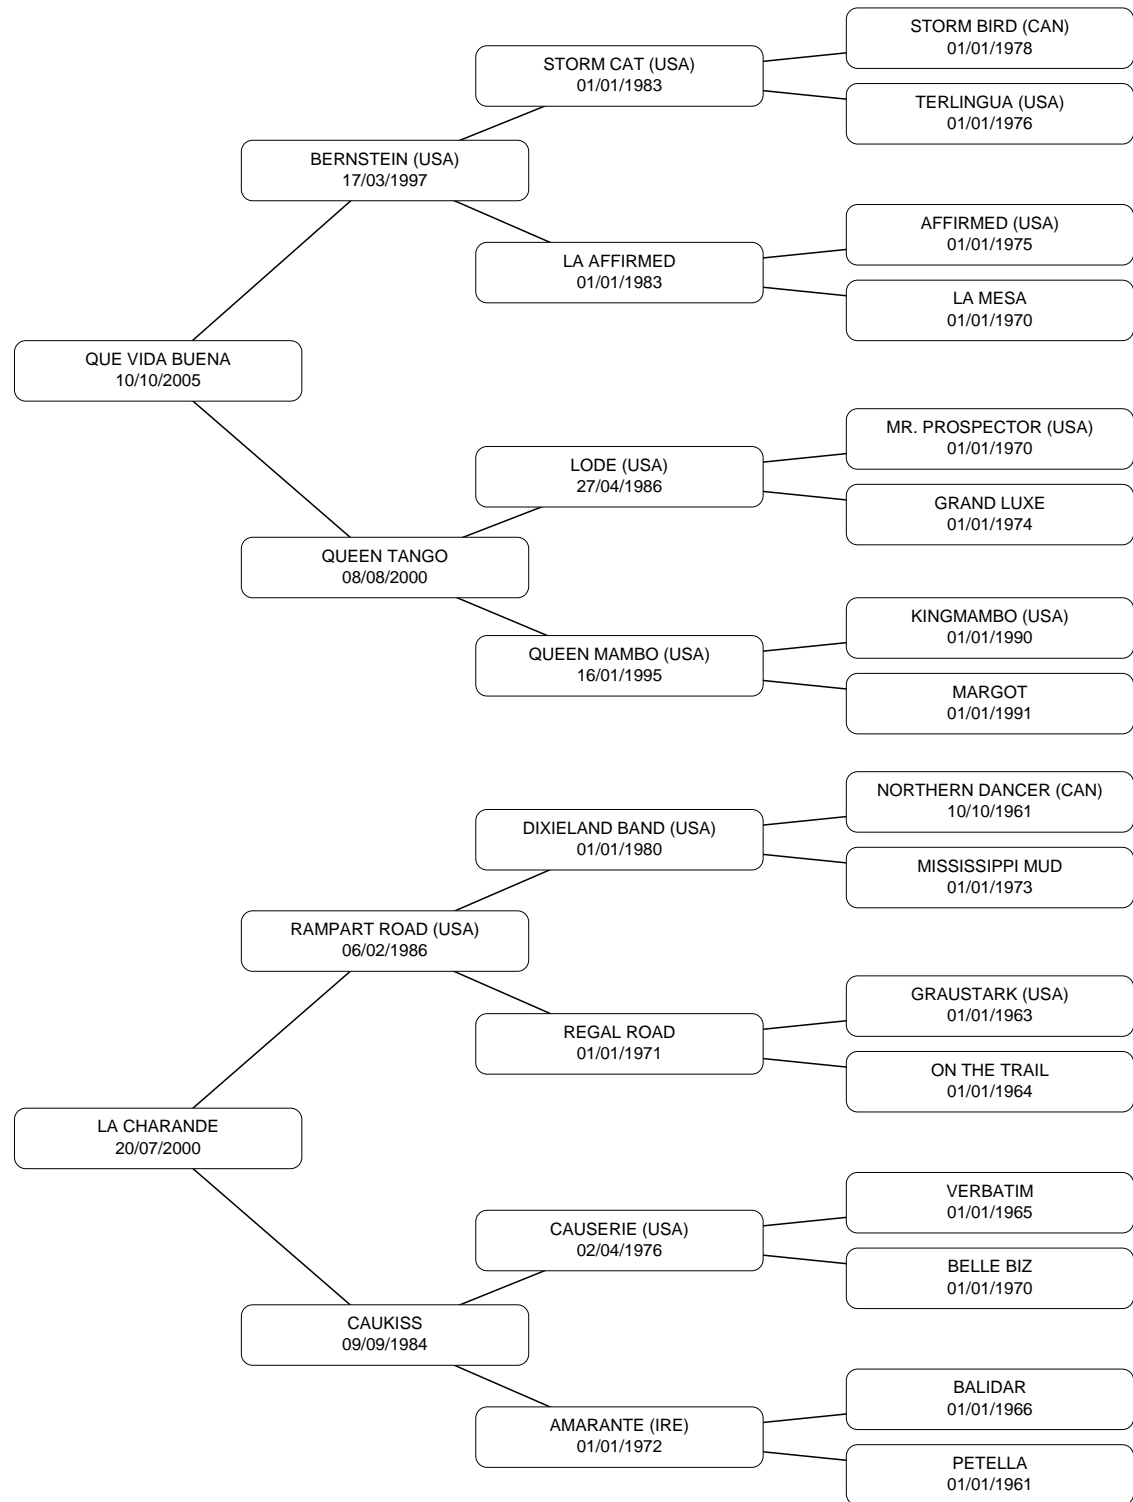 STORM BIRD (CAN)
01/01/1978
STORM CAT (USA)
01/01/1983
TERLINGUA (USA)
01/01/1976
BERNSTEIN (USA)
17/03/1997
AFFIRMED (USA)
01/01/1975
LA AFFIRMED
01/01/1983
LA MESA
01/01/1970
QUE VIDA BUENA
10/10/2005
MR. PROSPECTOR (USA)
01/01/1970
LODE (USA)
27/04/1986
GRAND LUXE
01/01/1974
QUEEN TANGO
08/08/2000
KINGMAMBO (USA)
01/01/1990
QUEEN MAMBO (USA)
16/01/1995
MARGOT
01/01/1991
NORTHERN DANCER (CAN)
10/10/1961
DIXIELAND BAND (USA)
01/01/1980
MISSISSIPPI MUD
01/01/1973
RAMPART ROAD (USA)
06/02/1986
GRAUSTARK (USA)
01/01/1963
REGAL ROAD
01/01/1971
ON THE TRAIL
01/01/1964
LA CHARANDE
20/07/2000
VERBATIM
01/01/1965
CAUSERIE (USA)
02/04/1976
BELLE BIZ
01/01/1970
CAUKISS
09/09/1984
BALIDAR
01/01/1966
AMARANTE (IRE)
01/01/1972
PETELLA
01/01/1961